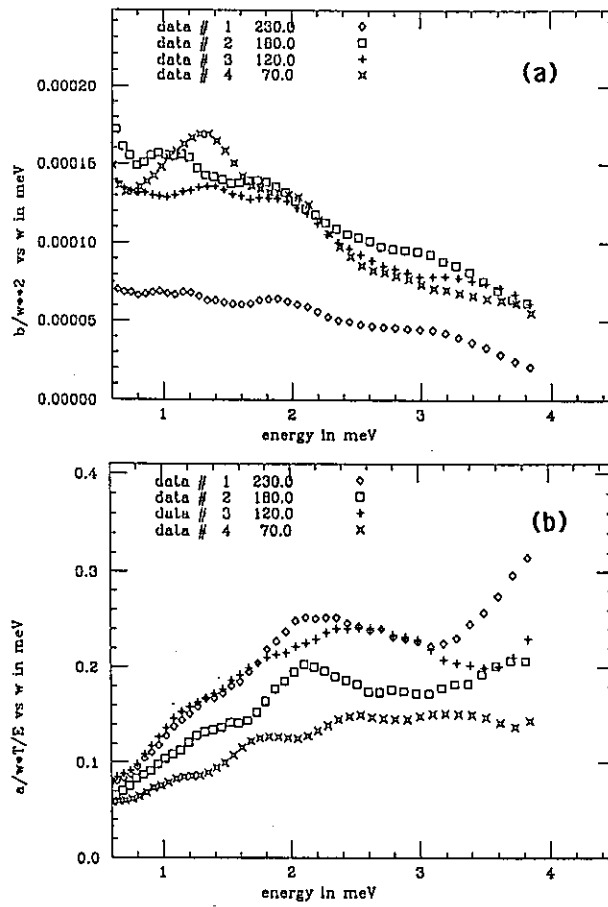 data # 1 230.0 ◇
data # 2 180.0 □
data # 3 120.0 +
data # 4 70.0 ¤
(a)
b/w**2 vs w in meV
0.00020
0.00015
0.00010
0.00005
0.00000
1 2 3 4
energy in meV
data # 1 230.0 ◇
data # 2 180.0 □
data # 3 120.0 +
data # 4 70.0 ¤
(b)
a/w*T/E vs w in meV
0.4
0.3
0.2
0.1
0.0
1 2 3 4
energy in meV